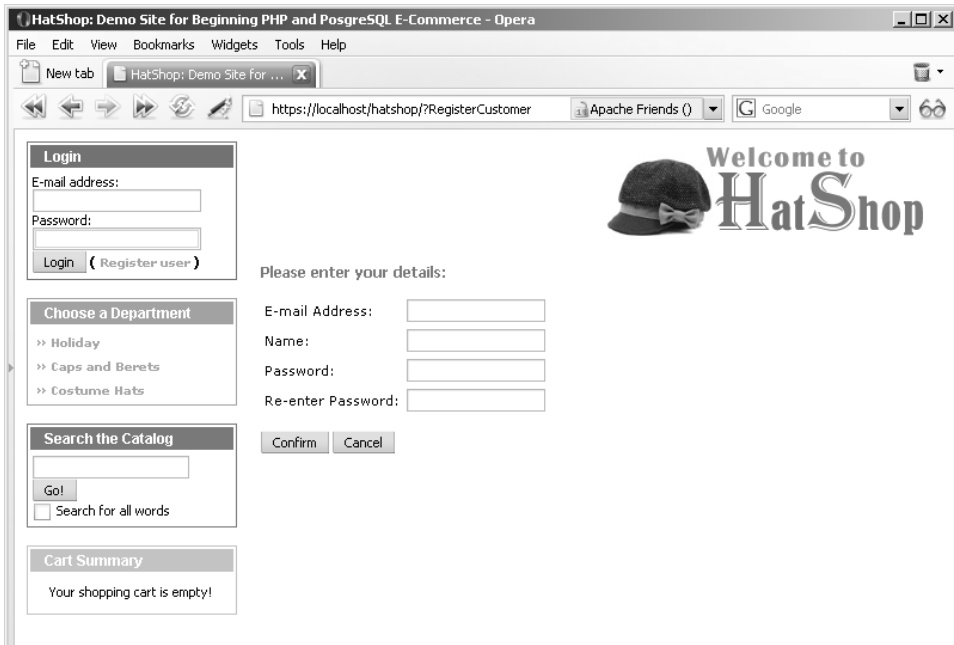 HatShop: Demo Site for Beginning PHP and PosgreSQL E-Commerce - Opera
File Edit View Bookmarks Widgets Tools Help
New tab HatShop: Demo Site for ... X
https://localhost/hatshop/?RegisterCustomer Apache Friends () G Google
Login
E-mail address:
Password:
Login ( Register user )
Choose a Department
›› Holiday
›› Caps and Berets
›› Costume Hats
Search the Catalog
Go!
Search for all words
Cart Summary
Your shopping cart is empty!
Welcome to
HatShop
Please enter your details:
E-mail Address:
Name:
Password:
Re-enter Password:
Confirm Cancel